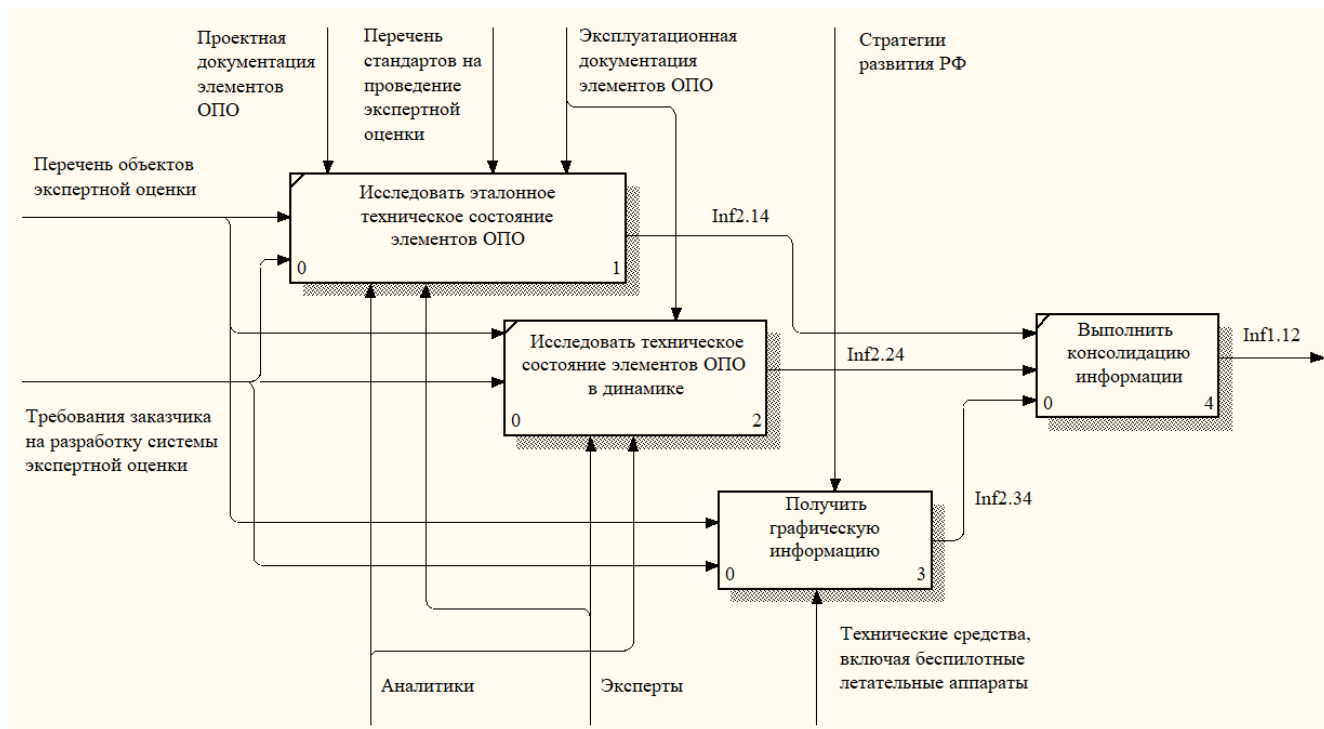 Проектная
документация
элементов
ОПО
Перечень
стандартов на
проведение
экспертной
оценки
Эксплуатационная
документация
элементов ОПО
Стратегии
развития РФ
Перечень объектов
экспертной оценки
Исследовать эталонное
техническое состояние
элементов ОПО
0
1
Inf2.14
Исследовать техническое
состояние элементов ОПО
в динамике
0
2
Inf2.24
Выполнить
консолидацию
информации
0
4
Inf1.12
Требования заказчика
на разработку системы
экспертной оценки
Получить
графическую
информацию
0
3
Inf2.34
Аналитики
Эксперты
Технические средства,
включая беспилотные
летательные аппараты